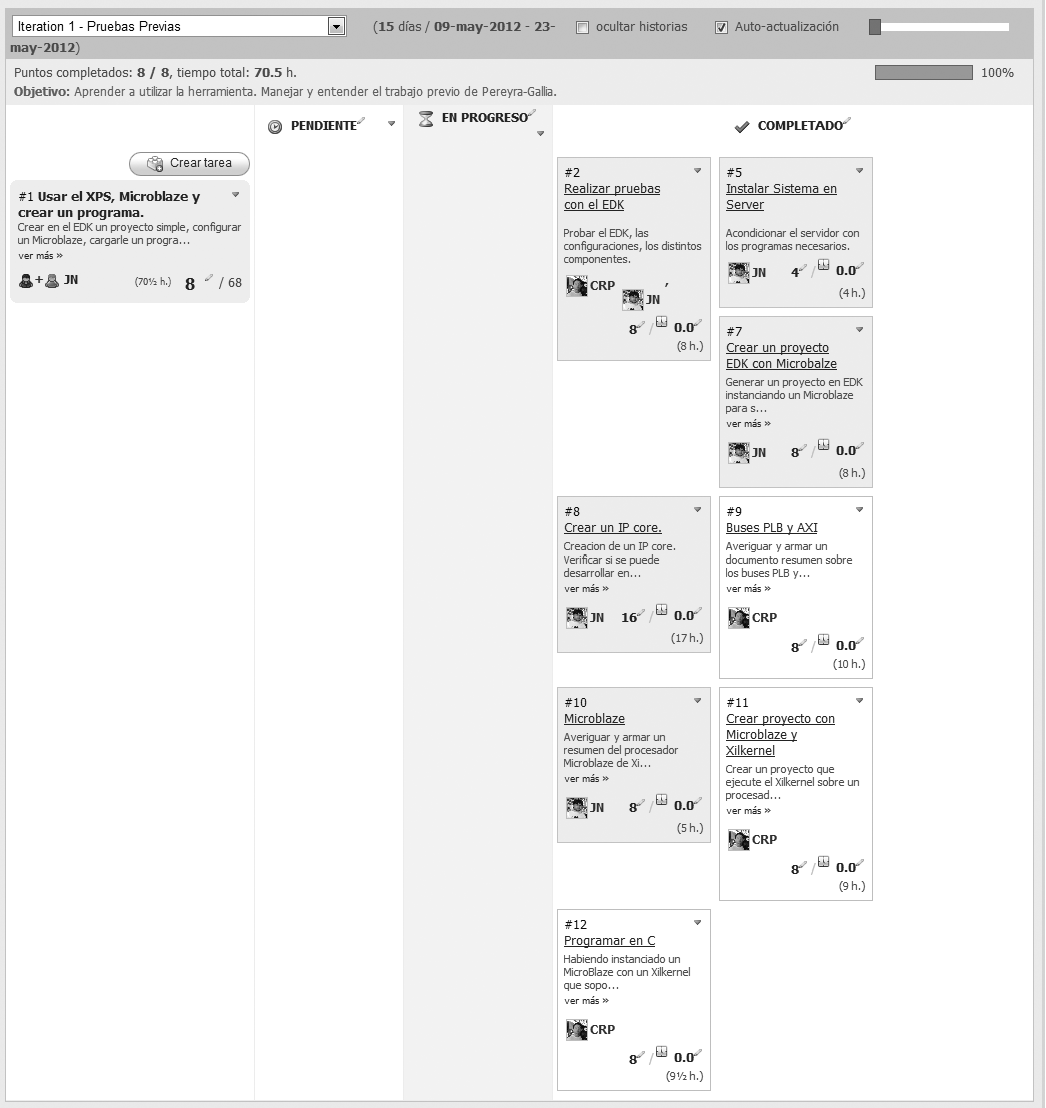 Iteration 1 - Pruebas Previas
(15 días / 09-may-2012 - 23-
may-2012)
ocultar historias
Auto-actualización
Puntos completados: 8 / 8, tiempo total: 70.5 h.
100%
Objetivo: Aprender a utilizar la herramienta. Manejar y entender el trabajo previo de Pereyra-Gallia.
PENDIENTE
EN PROGRESO
COMPLETADO
Crear tarea
#1 Usar el XPS, Microblaze y
crear un programa.
Crear en el EDK un proyecto simple, configurar
un Microblaze, cargarle un progra...
ver más »
+ JN (70½ h.) 8 / 68
#2
Realizar pruebas
con el EDK
Probar el EDK, las
configuraciones, los distintos
componentes.
CRP
,
JN
8 / 0.0
(8 h.)
#5
Instalar Sistema en
Server
Acondicionar el servidor con
los programas necesarios.
JN 4 / 0.0
(4 h.)
#7
Crear un proyecto
EDK con Microbalze
Generar un proyecto en EDK
instanciando un Microblaze
para s...
ver más »
JN 8 / 0.0
(8 h.)
#8
Crear un IP core.
Creacion de un IP core.
Verificar si se puede
desarrollar en...
ver más »
JN 16 / 0.0
(17 h.)
#9
Buses PLB y AXI
Averiguar y armar un
documento resumen sobre
los buses PLB y...
ver más »
CRP
8 / 0.0
(10 h.)
#10
Microblaze
Averiguar y armar un
resumen del procesador
Microblaze de Xi...
ver más »
JN 8 / 0.0
(5 h.)
#11
Crear proyecto con
Microblaze y
Xilkernel
Crear un proyecto que
ejecute el Xilkernel sobre un
procesad...
ver más »
CRP
8 / 0.0
(9 h.)
#12
Programar en C
Habiendo instanciado un
MicroBlaze con un Xilkernel
que sopo...
ver más »
CRP
8 / 0.0
(9½ h.)